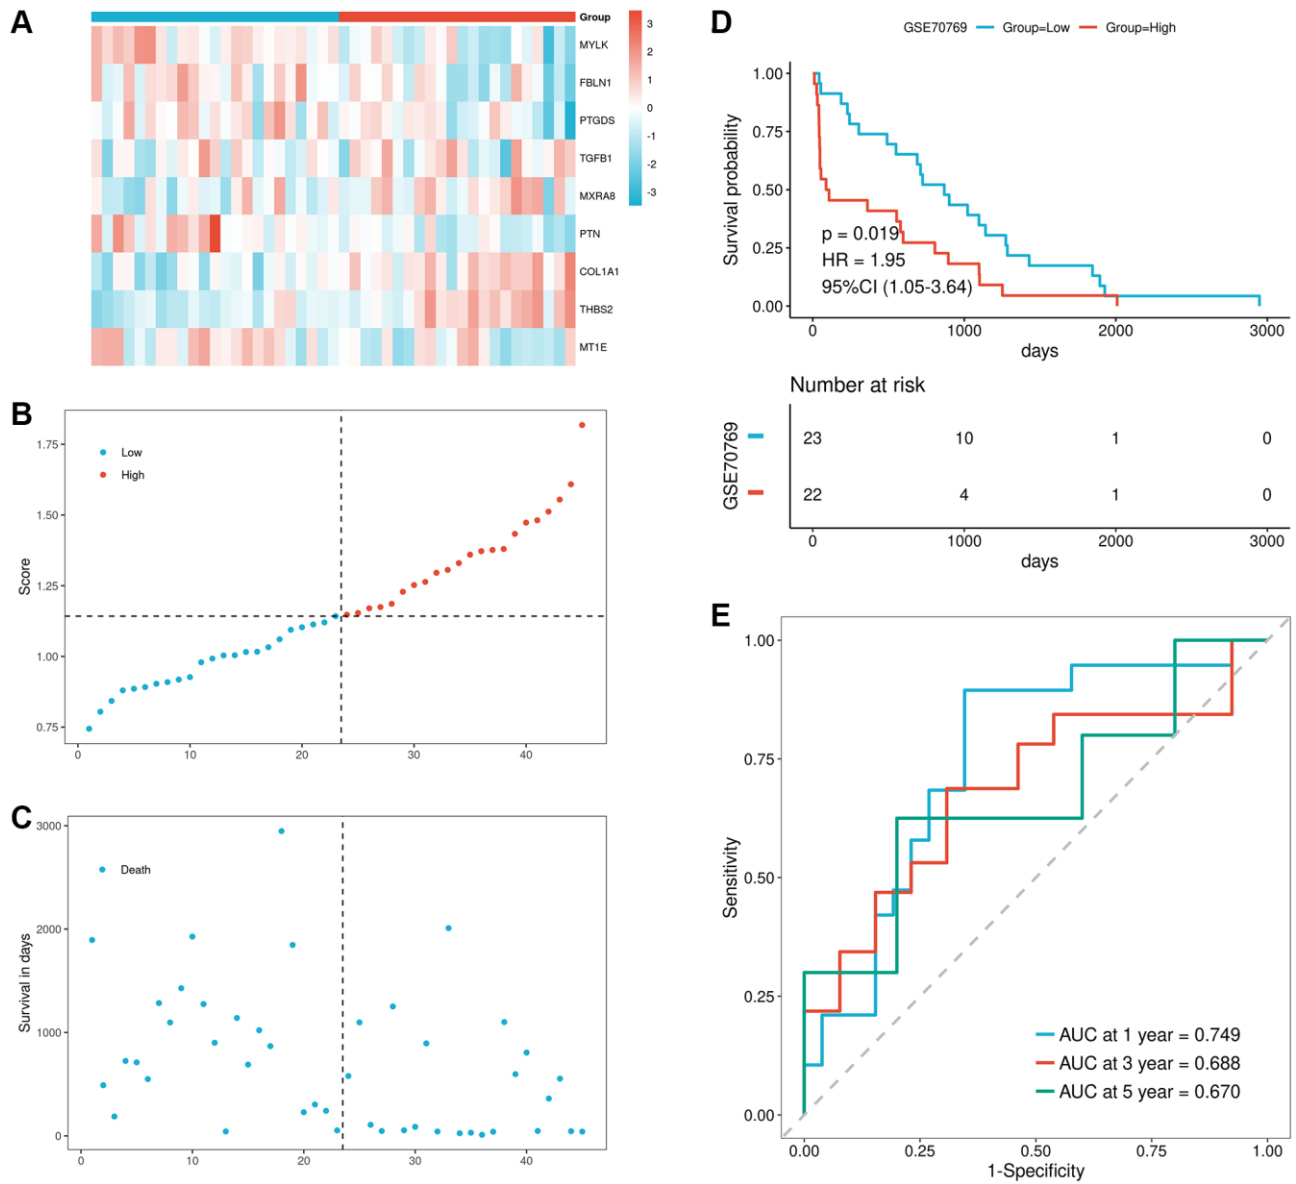 A
Group
MYLK
FBLN1
PTGDS
TGFB1
MXRA8
PTN
COL1A1
THBS2
MT1E
3
2
1
0
-1
-2
-3
B
Low
High
Score
1.75
1.50
1.25
1.00
0.75
0 10 20 30 40
C
Death
Survival in days
3000
2000
1000
0
0 10 20 30 40
D
GSE70769 Group=Low Group=High
Survival probability
1.00
0.75
0.50
0.25
0.00
p = 0.019
HR = 1.95
95%CI (1.05-3.64)
0 1000 2000 3000
days
Number at risk
GSE70769
23 10 1 0
22 4 1 0
0 1000 2000 3000
days
E
Sensitivity
1.00
0.75
0.50
0.25
0.00
AUC at 1 year = 0.749
AUC at 3 year = 0.688
AUC at 5 year = 0.670
0.00 0.25 0.50 0.75 1.00
1-Specificity